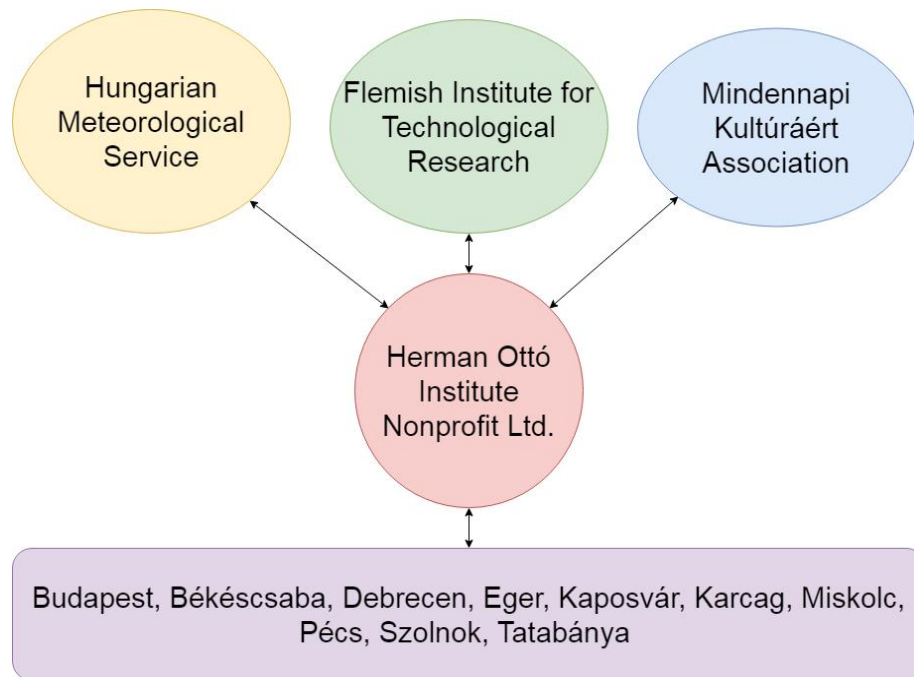 Hungarian
Meteorological
Service
Flemish Institute for
Technological
Research
Mindennapi
Kultúráért
Association
Herman Ottó
Institute
Nonprofit Ltd.
Budapest, Békéscsaba, Debrecen, Eger, Kaposvár, Karcag, Miskolc,
Pécs, Szolnok, Tatabánya